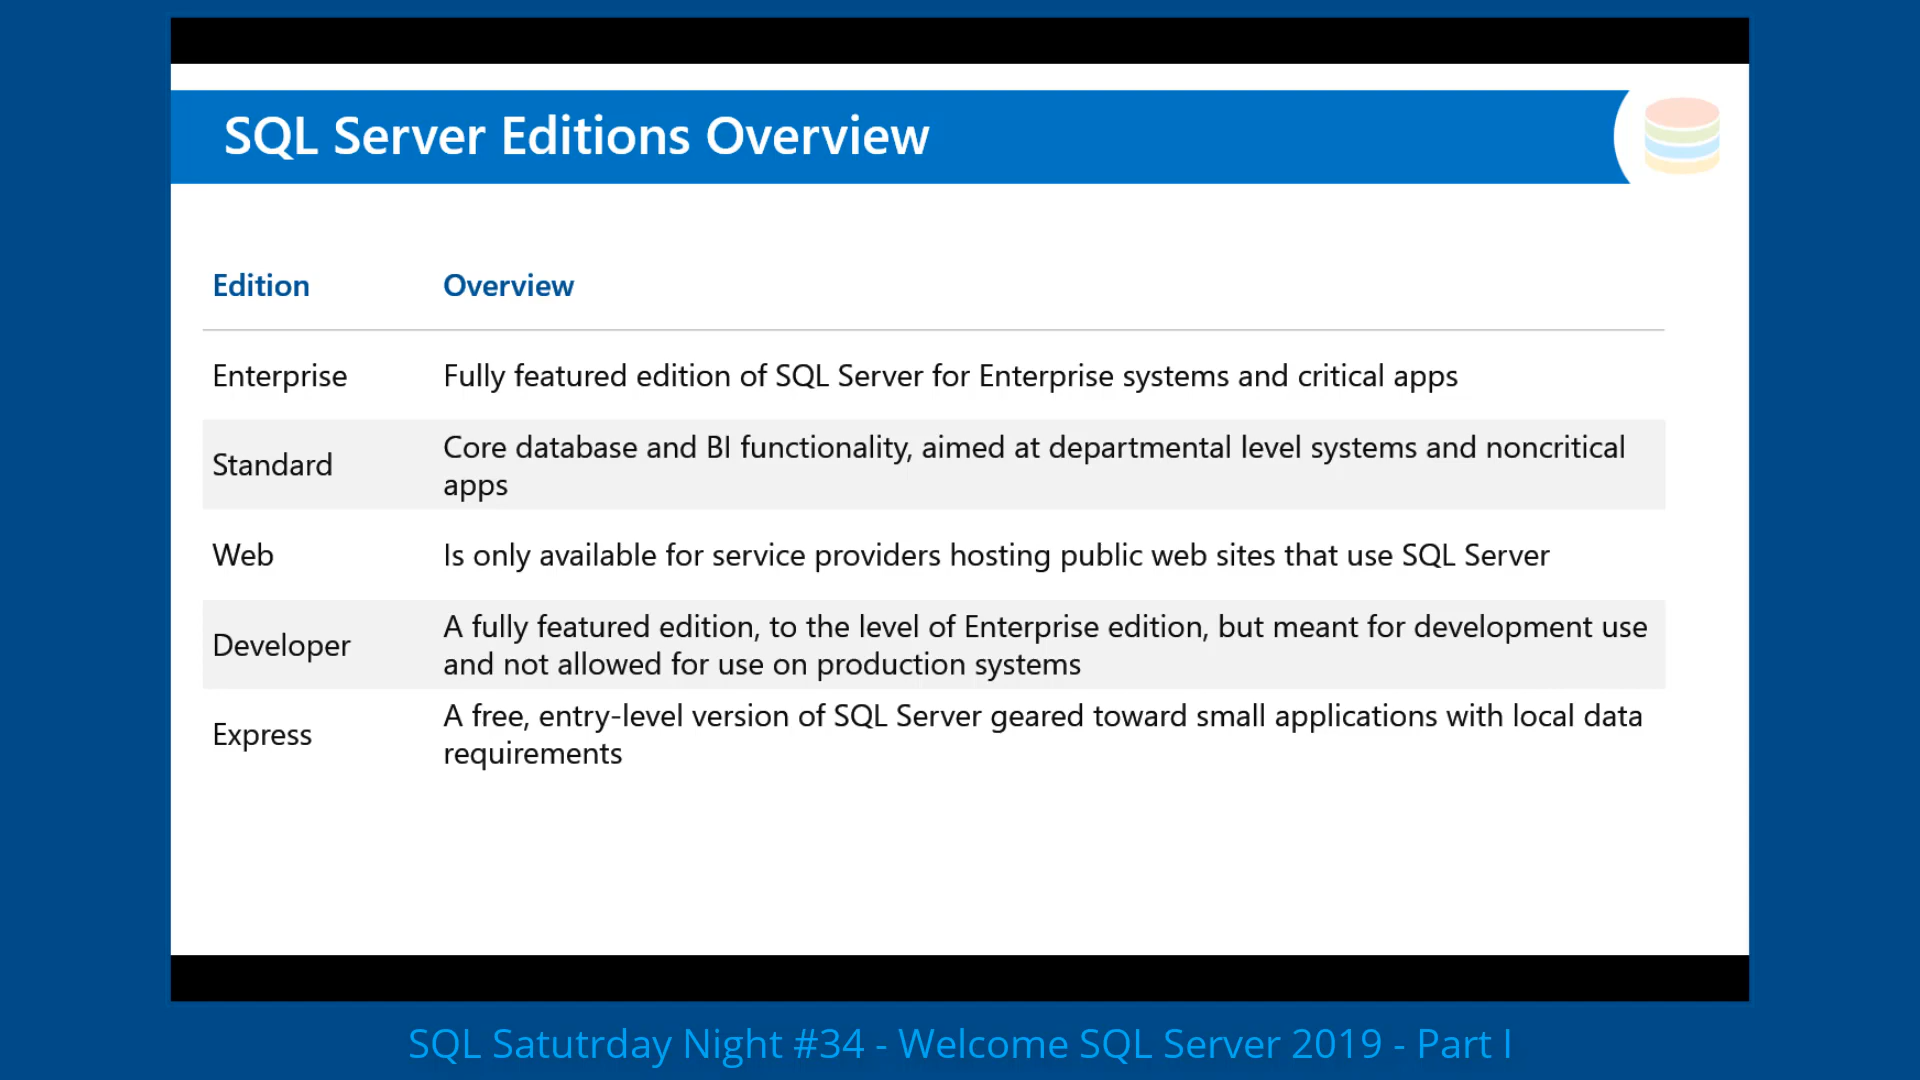 SQL Server Editions Overview
Edition Overview
Enterprise Fully featured edition of SQL Server for Enterprise systems and critical apps
Standard Core database and BI functionality, aimed at departmental level systems and noncritical
apps
Web Is only available for service providers hosting public web sites that use SQL Server
Developer A fully featured edition, to the level of Enterprise edition, but meant for development use
and not allowed for use on production systems
Express A free, entry-level version of SQL Server geared toward small applications with local data
requirements
SQL Satutrday Night #34 - Welcome SQL Server 2019 - Part I